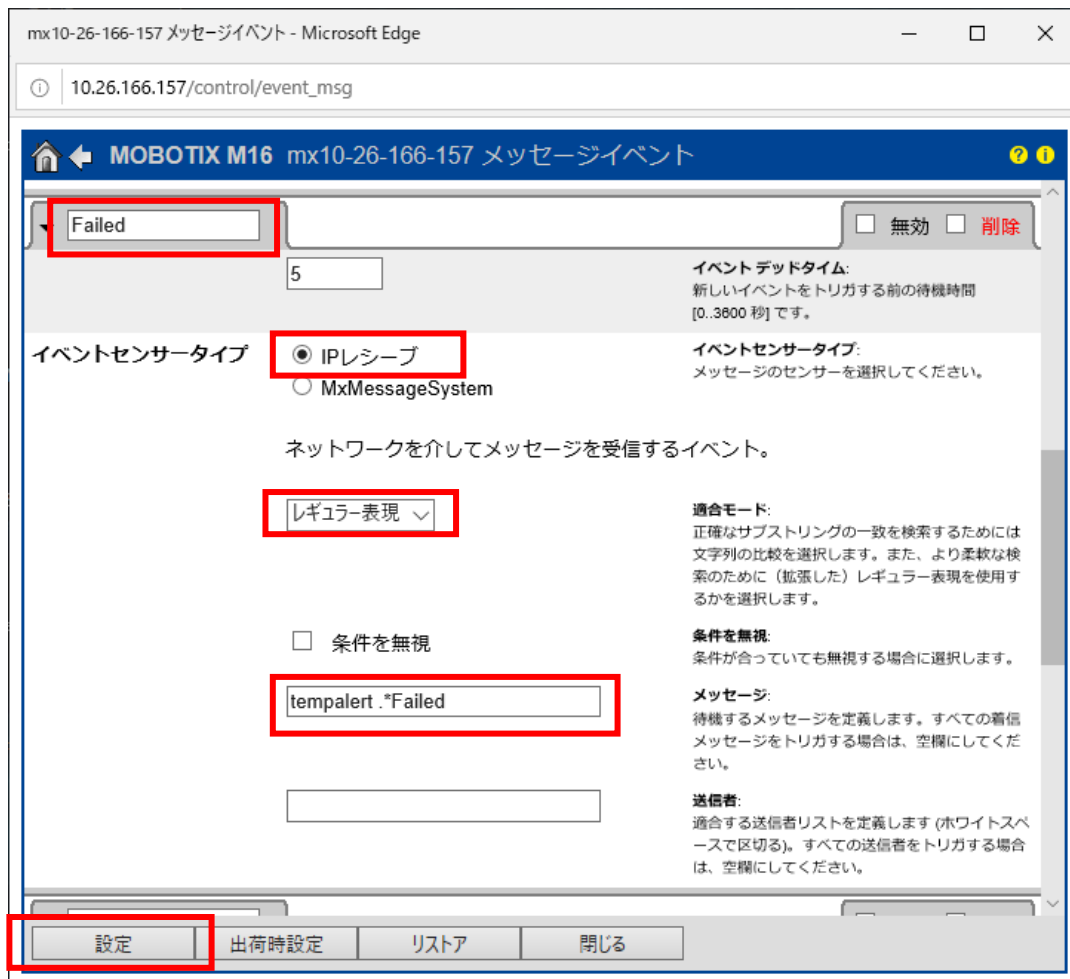 mx10-26-166-157 メッセージイベント - Microsoft Edge
10.26.166.157/control/event_msg
MOBOTIX M16 mx10-26-166-157 メッセージイベント
Failed
無効 削除
5
イベント デッドタイム:
新しいイベントをトリガする前の待機時間
[0..3600 秒] です。
イベントセンサータイプ
IPレシーブ
MxMessageSystem
イベントセンサータイプ:
メッセージのセンサーを選択してください。
ネットワークを介してメッセージを受信するイベント。
レギュラー表現
適合モード:
正確なサブストリングの一致を検索するためには
文字列の比較を選択します。また、より柔軟な検
索のために（拡張した）レギュラー表現を使用す
るかを選択します。
条件を無視
条件を無視:
条件が合っていても無視する場合に選択します。
tempalert .*Failed
メッセージ:
待機するメッセージを定義します。すべての着信
メッセージをトリガする場合は、空欄にしてくだ
さい。
送信者:
適合する送信者リストを定義します (ホワイトスペ
ースで区切る)。すべての送信者をトリガする場合
は、空欄にしてください。
設定 出荷時設定 リストア 閉じる